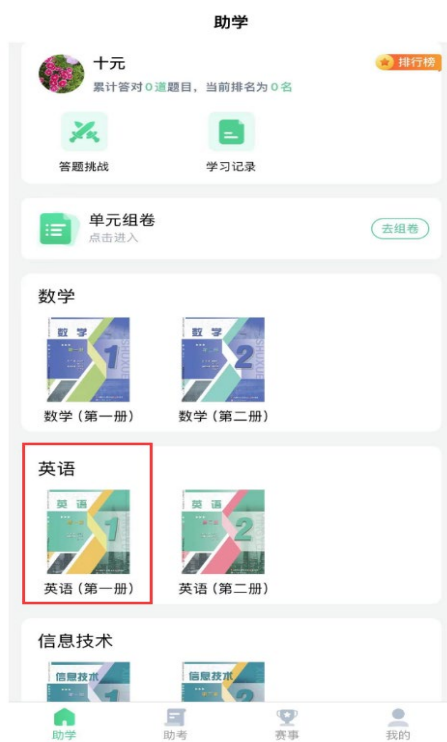 助学
十元
排行榜
累计答对0道题目，当前排名为0名
答题挑战 学习记录
单元组卷
点击进入
去组卷
数学
数学 数学
1 2
数学（第一册） 数学（第二册）
英语
英语 英语
1 2
英语（第一册） 英语（第二册）
信息技术
信息技术 信息技术
1 2
助学 助考 赛事 我的